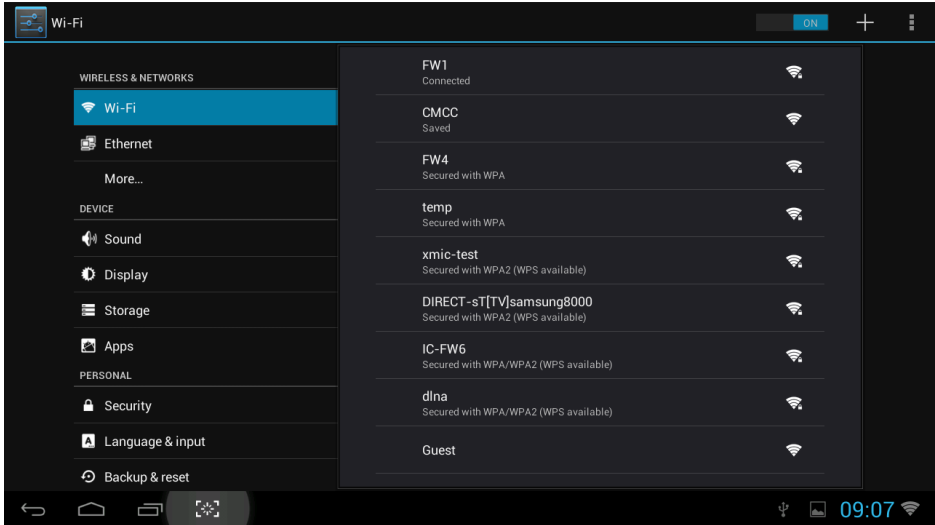 Wi-Fi
ON
WIRELESS & NETWORKS
Wi-Fi
Ethernet
More...
DEVICE
Sound
Display
Storage
Apps
PERSONAL
Security
A
Language & input
Backup & reset
FW1
Connected
CMCC
Saved
FW4
Secured with WPA
temp
Secured with WPA
xmic-test
Secured with WPA2 (WPS available)
DIRECT-sT[TV]samsung8000
Secured with WPA2 (WPS available)
IC-FW6
Secured with WPA/WPA2 (WPS available)
dlna
Secured with WPA/WPA2 (WPS available)
Guest
09:07